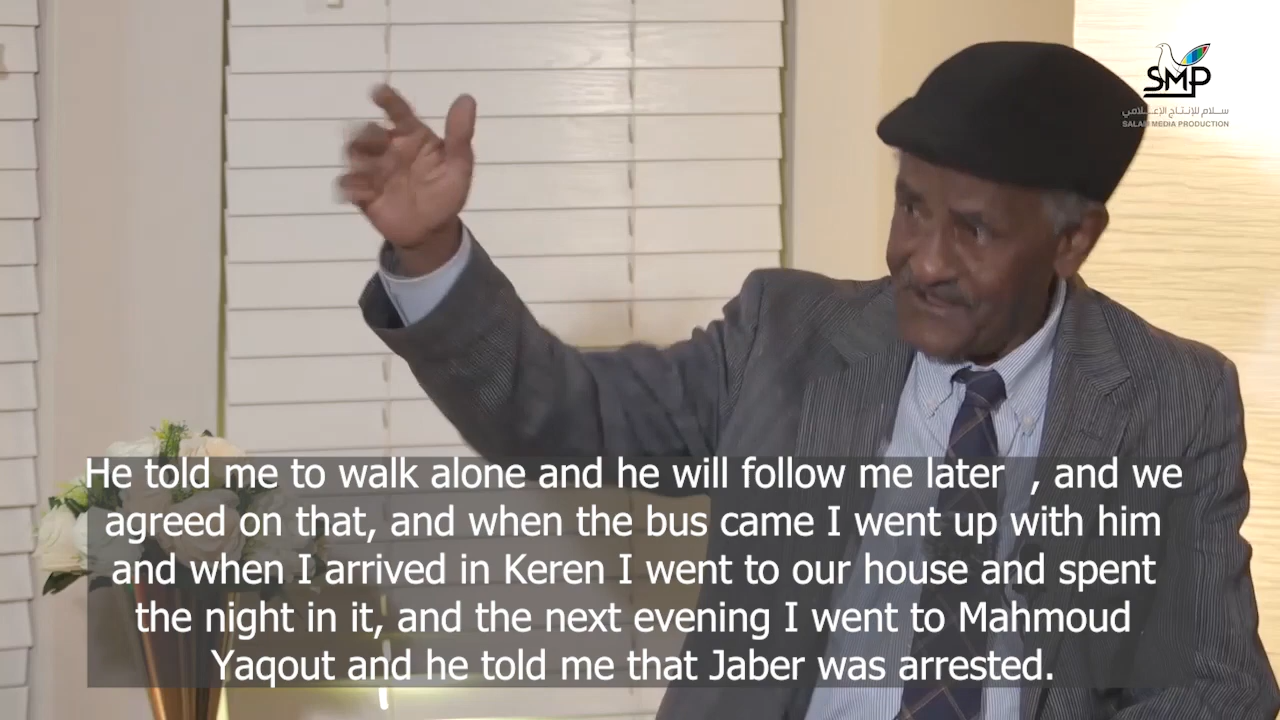 SMP
سلام للإنتاج الإعلامي
SALAM MEDIA PRODUCTION
He told me to walk alone and he will follow me later , and we
agreed on that, and when the bus came I went up with him
and when I arrived in Keren I went to our house and spent
the night in it, and the next evening I went to Mahmoud
Yaqout and he told me that Jaber was arrested.